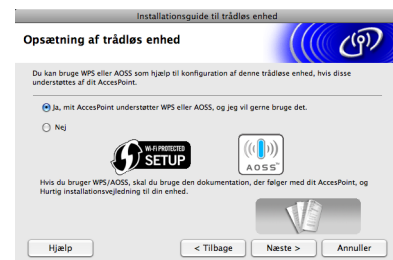 Installationsguide til trådløs enhed
Opsætning af trådløs enhed
Du kan bruge WPS eller AOSS som hjælp til konfiguration af denne trådløse enhed, hvis disse
understøttes af dit AccesPoint.
Ja, mit AccesPoint understøtter WPS eller AOSS, og jeg vil gerne bruge det.
Nej
Wi-Fi PROTECTED
SETUP
AOSS™
Hvis du bruger WPS/AOSS, skal du bruge den dokumentation, der følger med dit AccesPoint, og
Hurtig installationsvejledning til din enhed.
Hjælp
< Tilbage
Næste >
Annuller